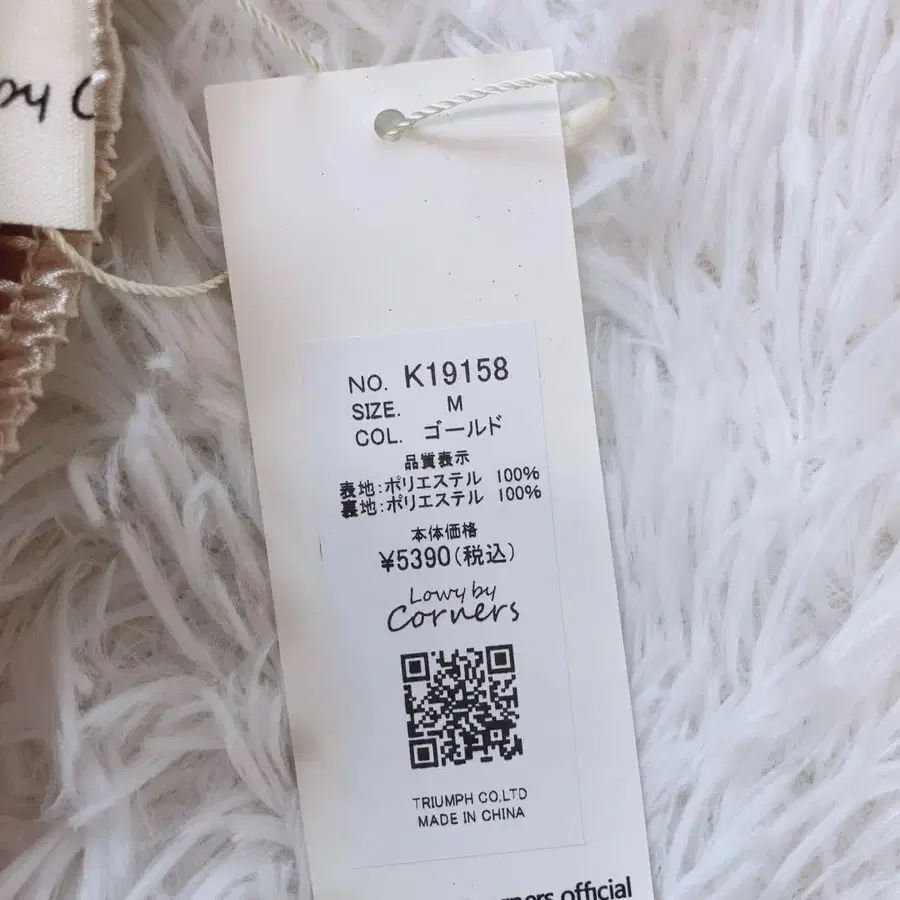 by C
NO. K19158
SIZE. M
COL. ゴールド
品質表示
表地:ポリエステル 100%
裏地:ポリエステル 100%
本体価格
¥5390(税込)
Lowy by
Corners
TRIUMPH CO,LTD
MADE IN CHINA
official